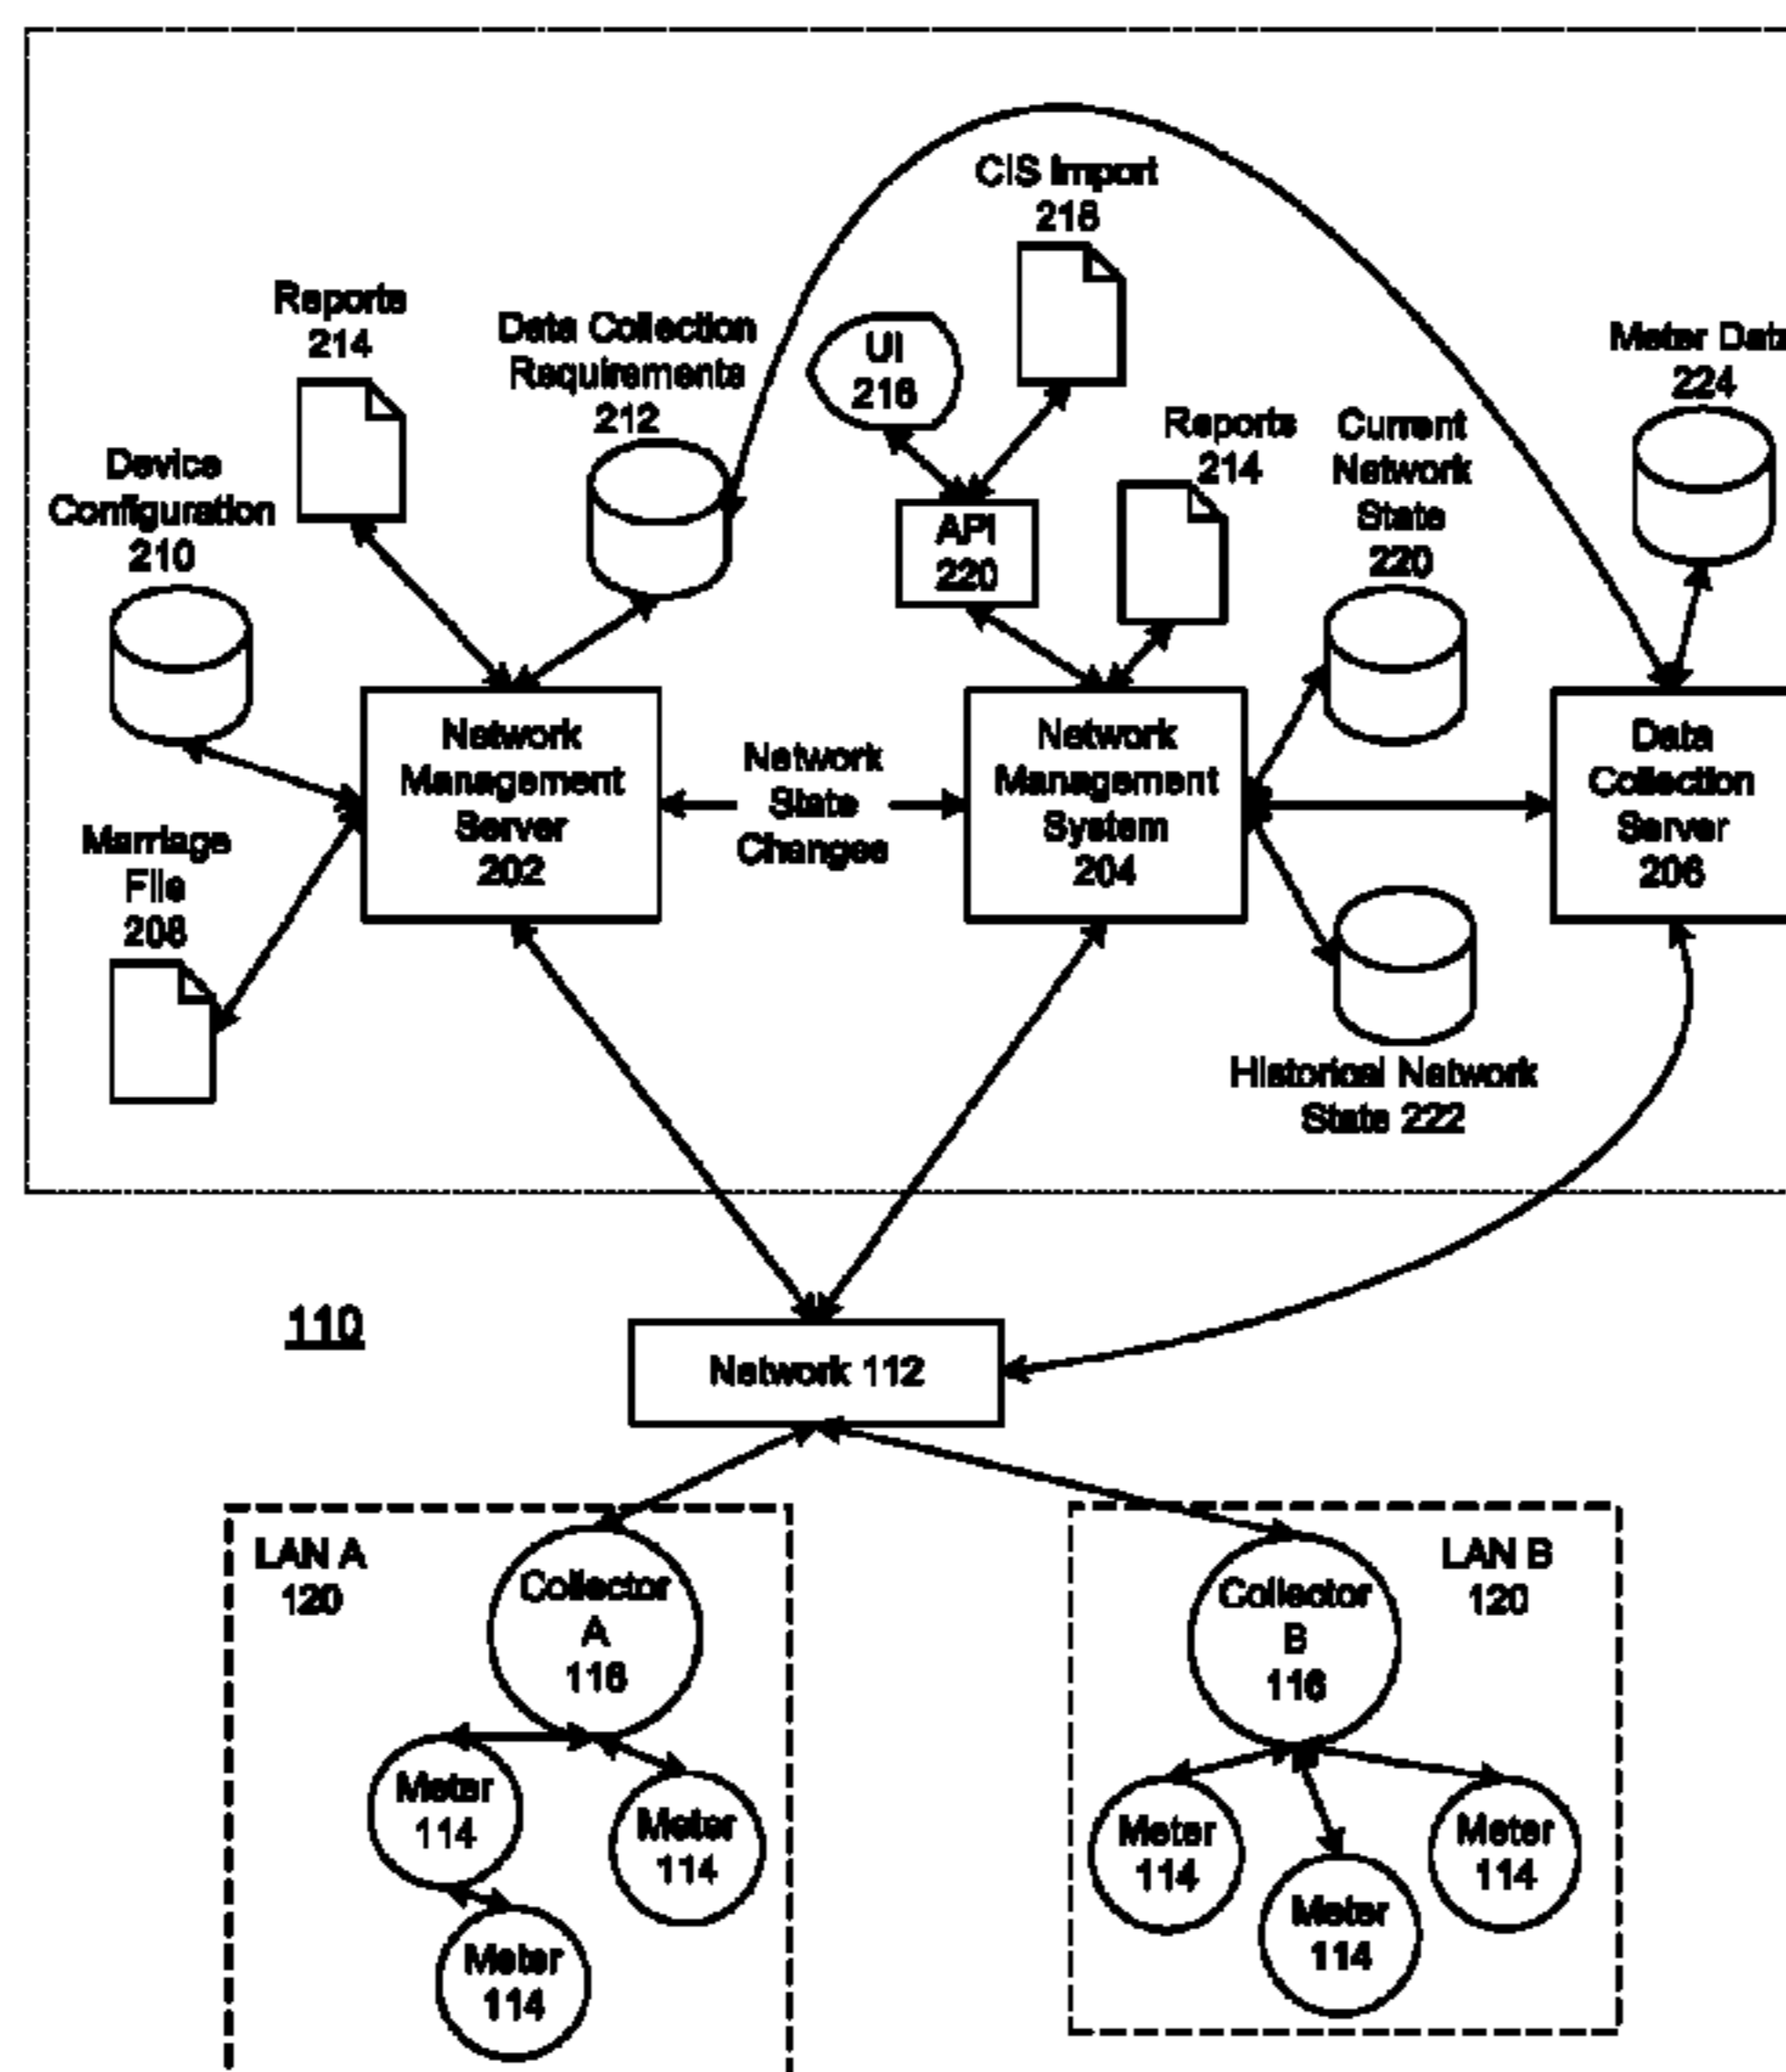 CIS Import
218
Reports
214
Data Collection
Requirements
212
UI
216
Meter Data
224
Reports
214
Current
Network
State
220
Device
Configuration
210
API
220
Network
Management
Server
202
Network
State
Changes
Network
Management
System
204
Data
Collection
Server
206
Marriage
File
208
Historical Network
State 222
110
Network 112
LAN A
120
Collector
A
116
LAN B
120
Collector
B
116
Meter
114
Meter
114
Meter
114
Meter
114
Meter
114
Meter
114